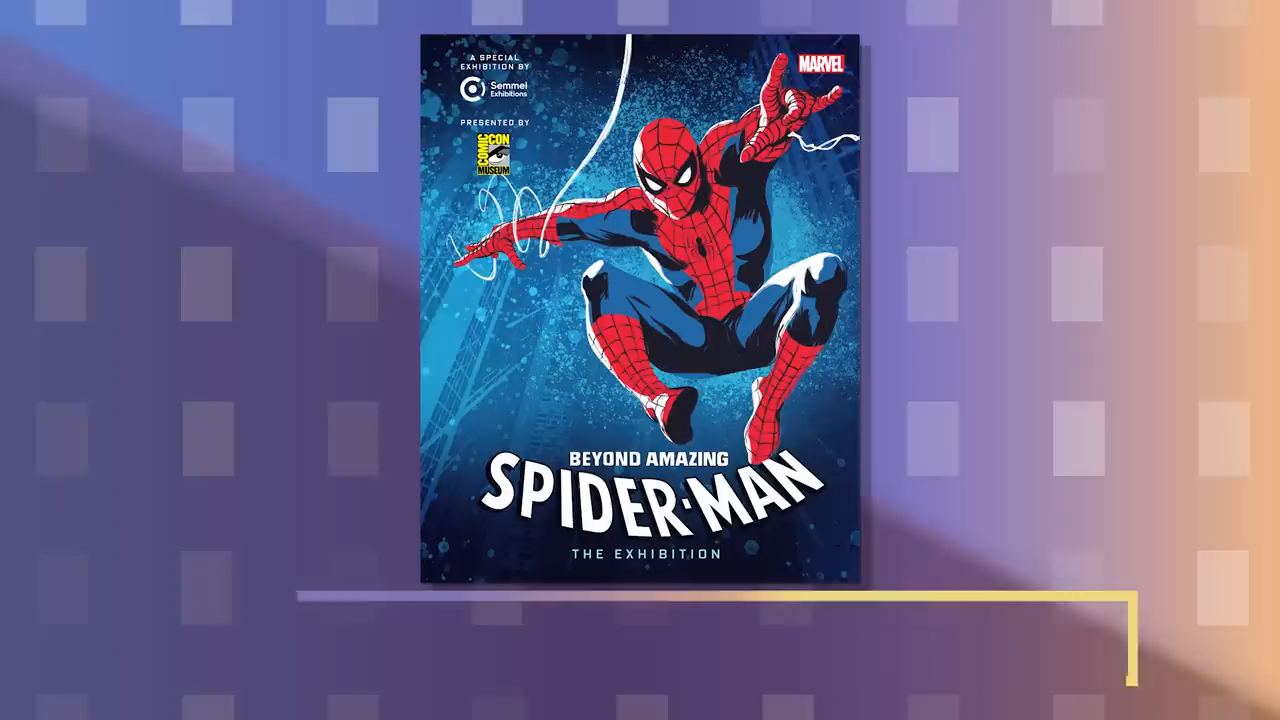 A SPECIAL
EXHIBITION BY
Semmel
Exhibitions
PRESENTED BY
COMIC CON
MUSEUM
MARVEL
BEYOND AMAZING
SPIDER-MAN
THE EXHIBITION